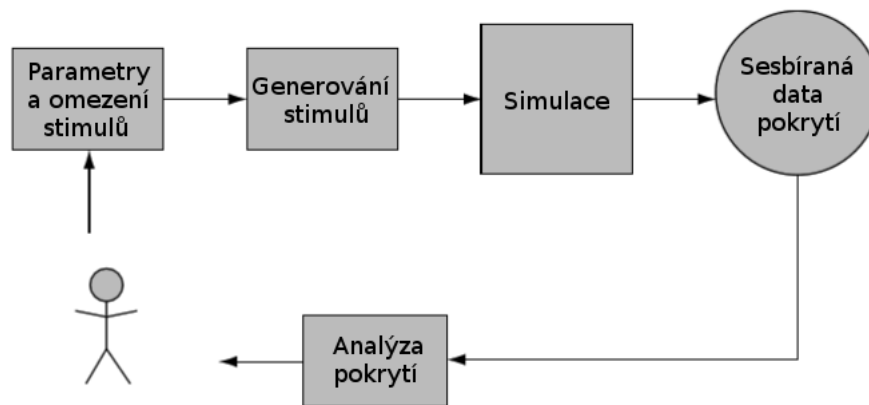 Parametry
a omezení
stimulů
Generování
stimulů
Simulace
Sesbíraná
data
pokrytí
Analýza
pokrytí